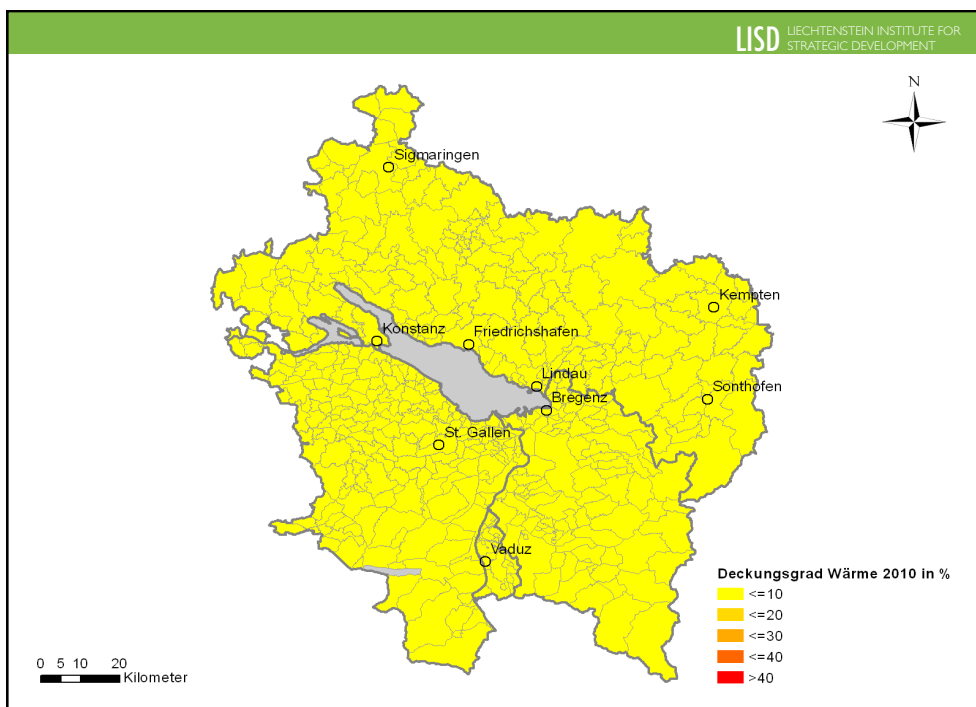 LISD LIECHTENSTEIN INSTITUTE FOR
STRATEGIC DEVELOPMENT
N
Sigmaringen
Kempten
Konstanz
Friedrichshafen
Lindau
Sonthofen
Bregenz
St. Gallen
Vaduz
Deckungsgrad Wärme 2010 in %
<=10
<=20
<=30
<=40
>40
0 5 10 20
Kilometer